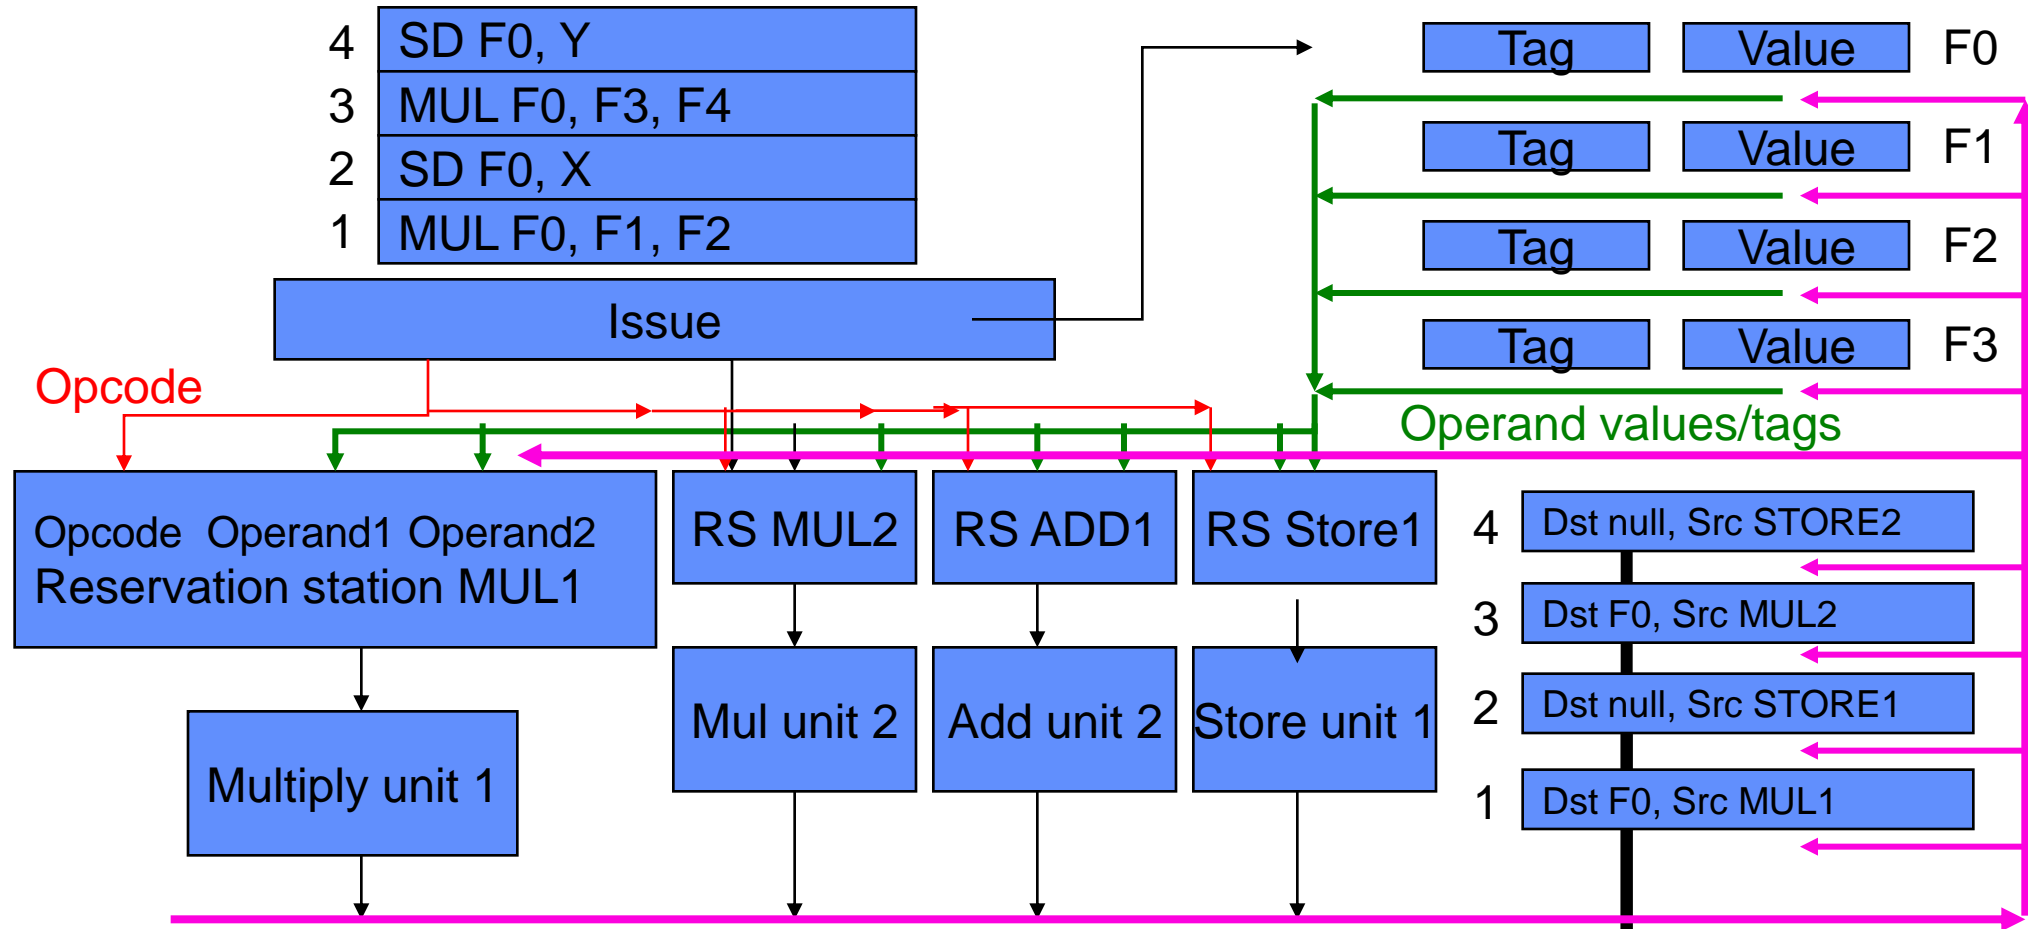 4 SD F0, Y
3 MUL F0, F3, F4
2 SD F0, X
1 MUL F0, F1, F2
Issue
Tag Value F0
Tag Value F1
Tag Value F2
Tag Value F3
Opcode
Operand values/tags
Opcode Operand1 Operand2
Reservation station MUL1
RS MUL2
RS ADD1
RS Store1
Multiply unit 1
Mul unit 2
Add unit 2
Store unit 1
4 Dst null, Src STORE2
3 Dst F0, Src MUL2
2 Dst null, Src STORE1
1 Dst F0, Src MUL1